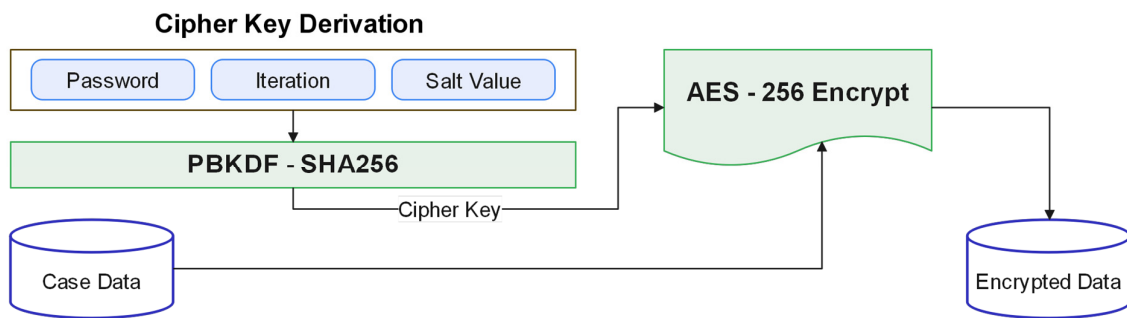 Cipher Key Derivation
Password
Iteration
Salt Value
AES - 256 Encrypt
PBKDF - SHA256
Cipher Key
Case Data
Encrypted Data